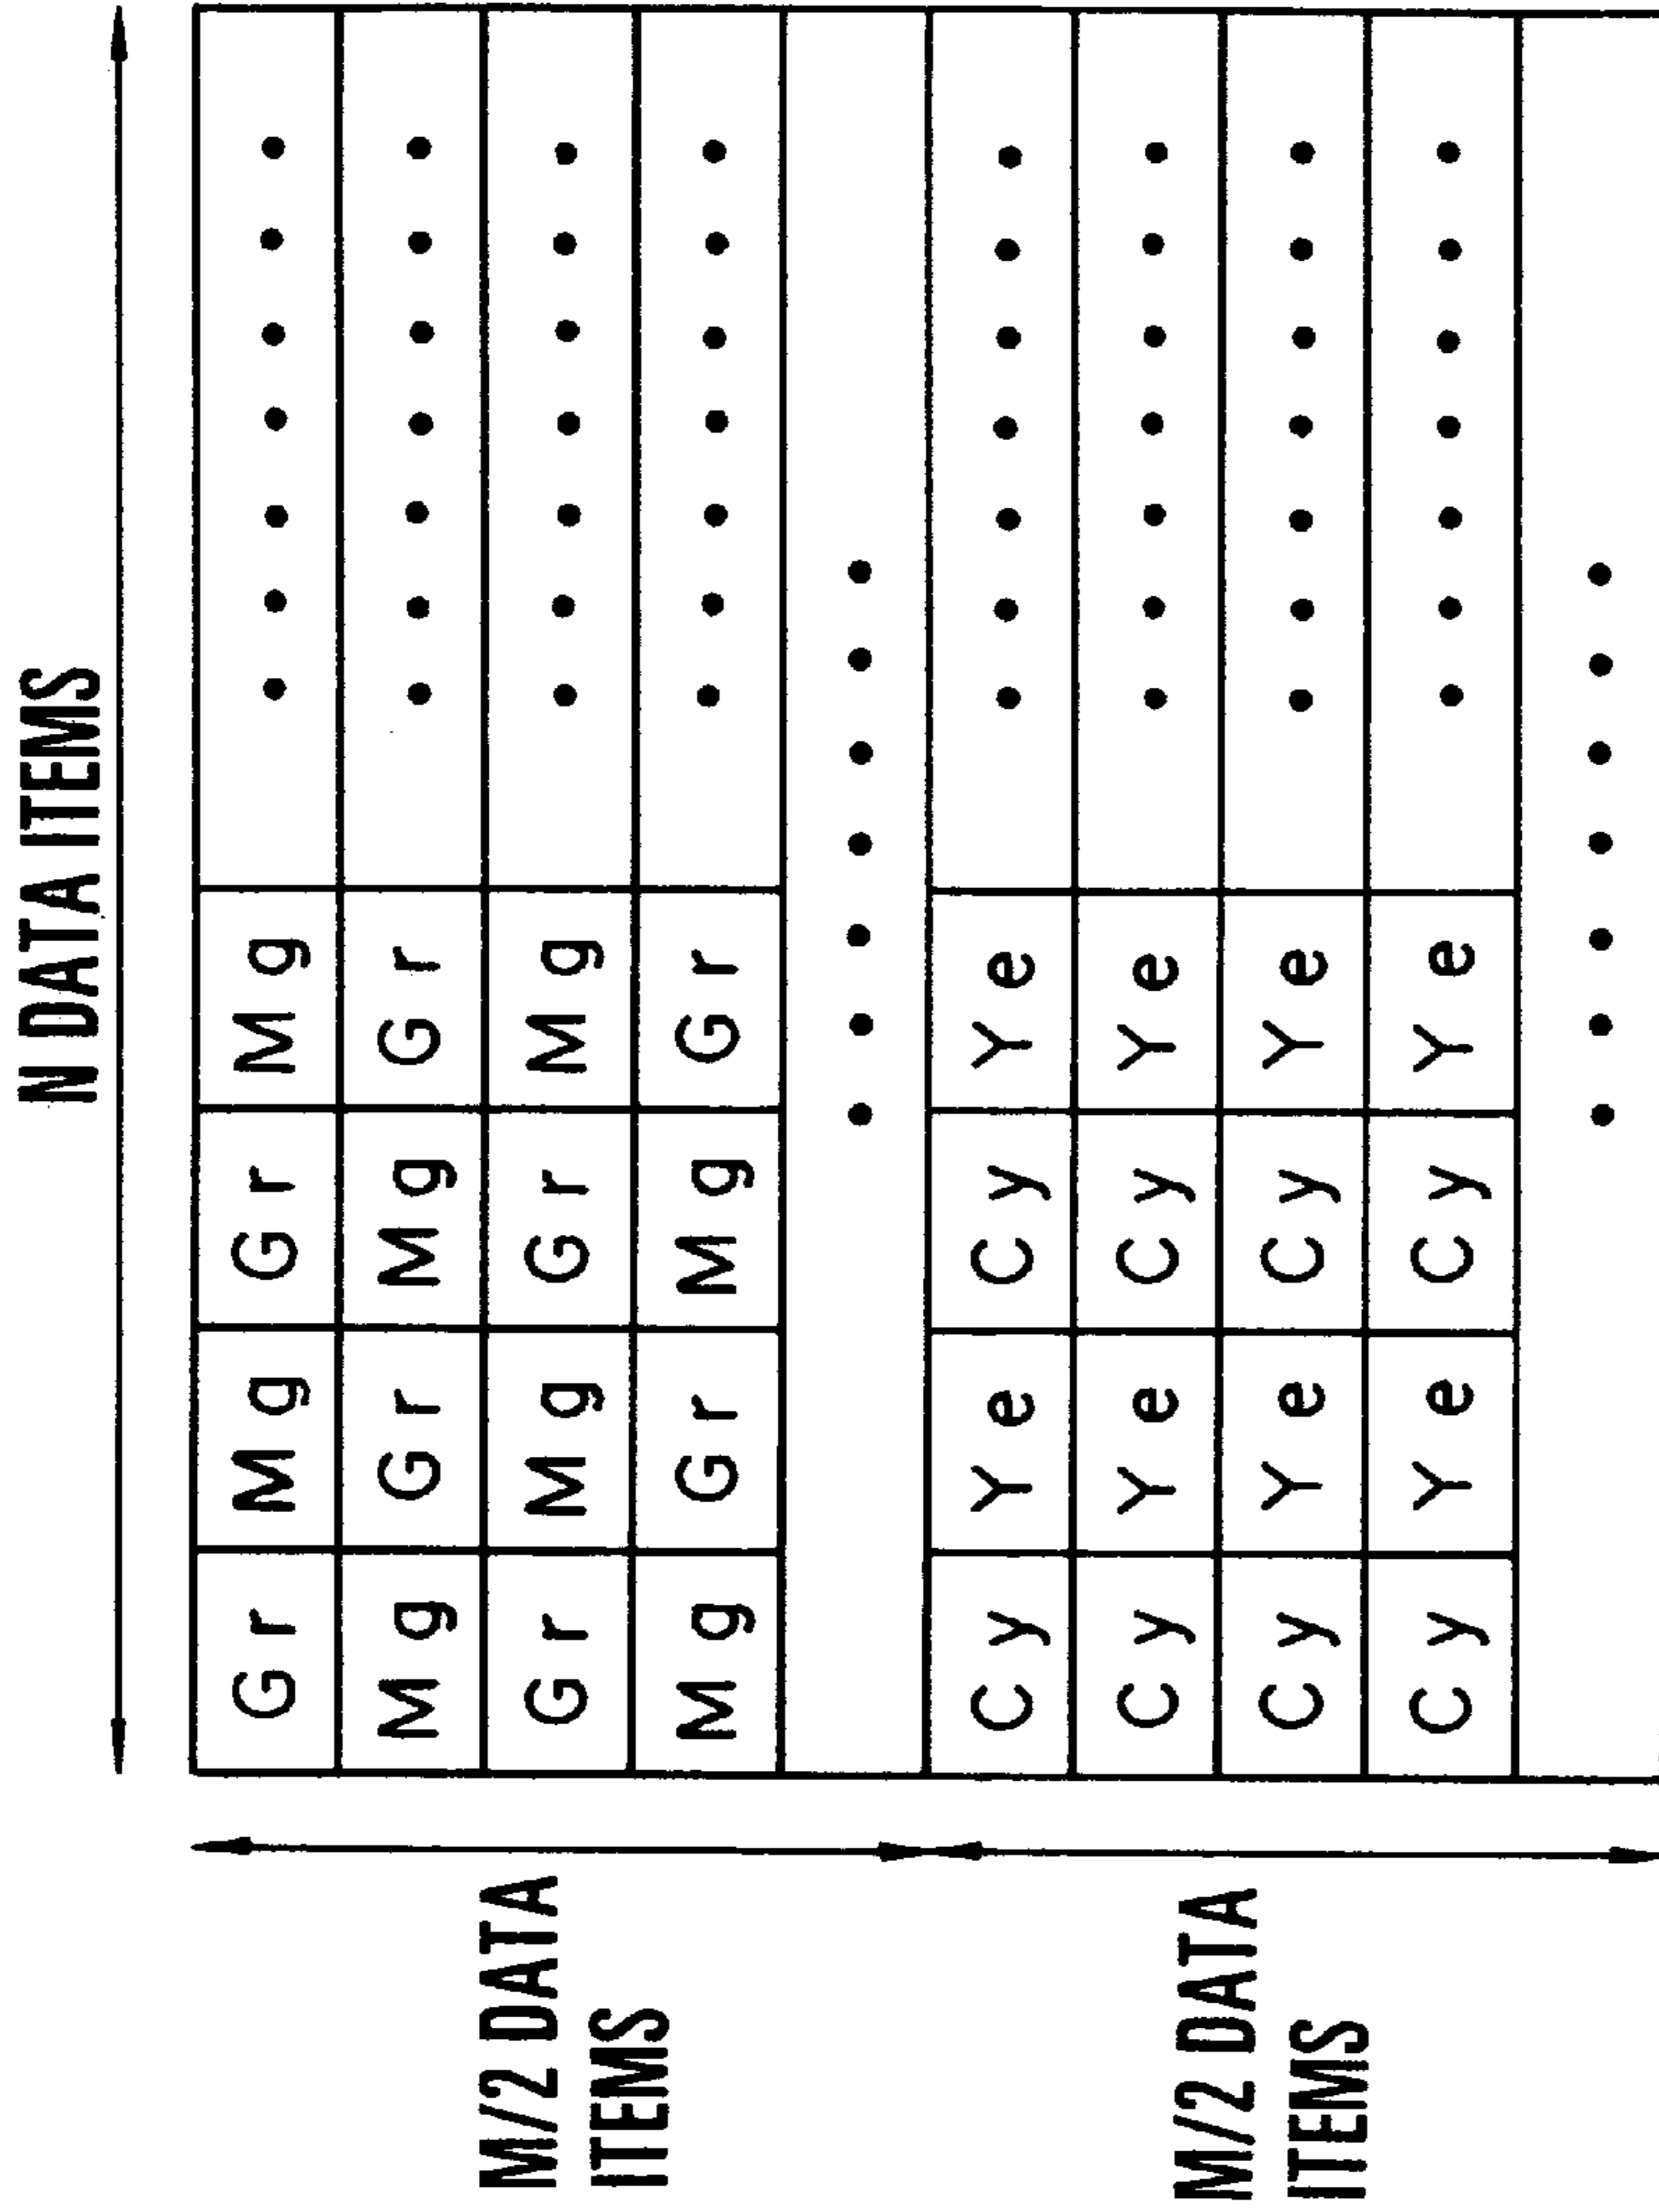 N DATA ITEMS
Gr Mg Gr Mg
Mg Gr Mg Gr
Gr Mg Gr Mg
Mg Gr Mg Gr
M/2 DATA
ITEMS
Cy Ye Cy Ye
Cy Ye Cy Ye
Cy Ye Cy Ye
Cy Ye Cy Ye
M/2 DATA
ITEMS